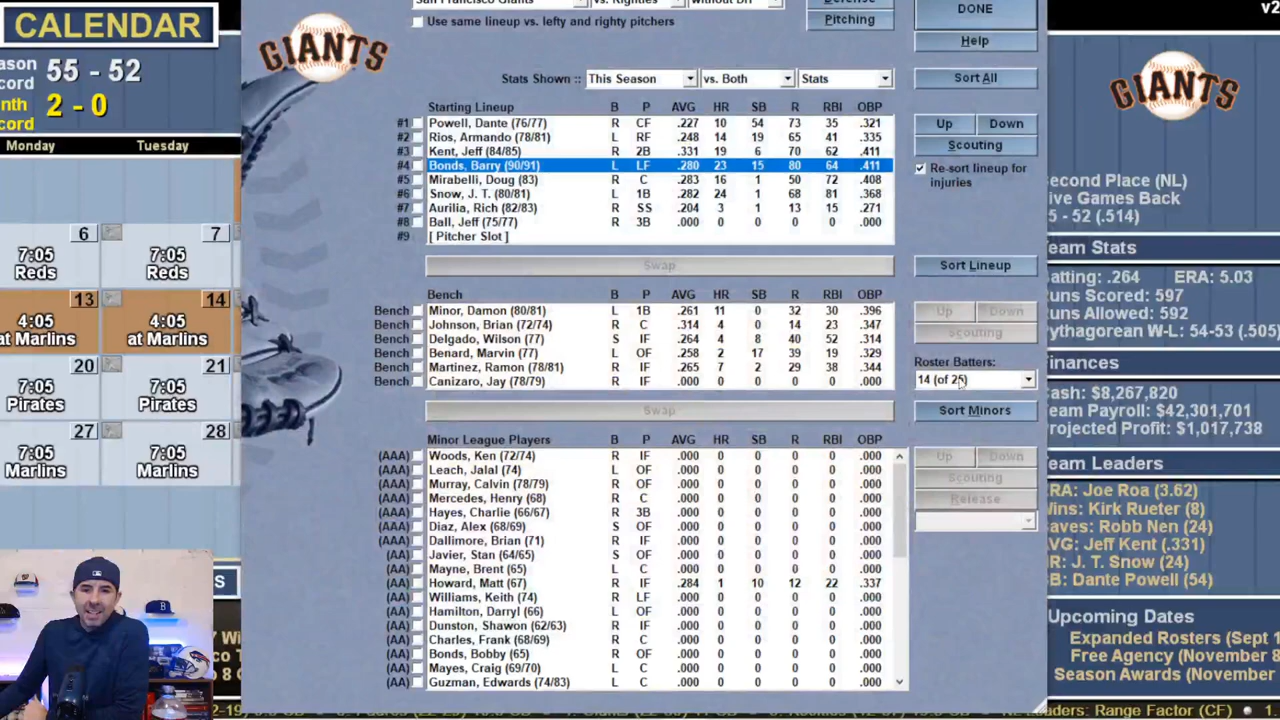 CALENDAR
ason
cord
55 - 52
nth
cord
2 - 0
Monday
Tuesday
6
7
7:05
Reds
7:05
Reds
13
14
4:05
at Marlins
4:05
at Marlins
20
21
7:05
Pirates
7:05
Pirates
27
28
7:05
Marlins
7:05
Marlins
GIANTS
Use same lineup vs. lefty and righty pitchers
Pitching
DONE
Help
Stats Shown :: This Season vs. Both Stats
Sort All
Starting Lineup B P AVG HR SB R RBI OBP
#1 Powell, Dante (76/77) R CF .227 10 54 73 35 .321
#2 Rios, Armando (78/81) L RF .248 14 19 65 41 .335
#3 Kent, Jeff (84/85) R 2B .331 19 6 70 62 .411
#4 Bonds, Barry (90/91) L LF .280 23 15 80 64 .411
#5 Mirabelli, Doug (83) R C .283 16 1 50 72 .408
#6 Snow, J. T. (80/81) L 1B .282 24 1 68 81 .368
#7 Aurilia, Rich (82/83) R SS .204 3 1 13 15 .271
#8 Ball, Jeff (75/77) R 3B .000 0 0 0 0 .000
#9 [ Pitcher Slot ]
Up Down
Scouting
Re-sort lineup for
injuries
Swap
Sort Lineup
Bench B P AVG HR SB R RBI OBP
Bench Minor, Damon (80/81) L 1B .261 11 0 32 30 .396
Bench Johnson, Brian (72/74) R C .314 4 0 14 23 .347
Bench Delgado, Wilson (77) S IF .264 4 8 40 52 .314
Bench Benard, Marvin (77) L OF .258 2 17 39 19 .329
Bench Martinez, Ramon (78/81) R IF .265 7 2 29 38 .344
Bench Canizaro, Jay (78/79) R IF .000 0 0 0 0 .000
Up Down
Scouting
Roster Batters:
14 (of 25)
Swap
Sort Minors
Minor League Players B P AVG HR SB R RBI OBP
(AAA) Woods, Ken (72/74) R IF .000 0 0 0 0 .000
(AAA) Leach, Jalal (74) L OF .000 0 0 0 0 .000
(AAA) Murray, Calvin (78/79) R OF .000 0 0 0 0 .000
(AAA) Mercedes, Henry (68) R C .000 0 0 0 0 .000
(AAA) Hayes, Charlie (66/67) R 3B .000 0 0 0 0 .000
(AAA) Diaz, Alex (68/69) S OF .000 0 0 0 0 .000
(AAA) Dallimore, Brian (71) R IF .000 0 0 0 0 .000
(AA) Javier, Stan (64/65) S OF .000 0 0 0 0 .000
(AA) Mayne, Brent (65) L C .000 0 0 0 0 .000
(AA) Howard, Matt (67) R IF .284 1 10 12 22 .337
(AA) Williams, Keith (74) R LF .000 0 0 0 0 .000
(AA) Hamilton, Darryl (66) L OF .000 0 0 0 0 .000
(AA) Dunston, Shawon (62/63) R IF .000 0 0 0 0 .000
(AA) Charles, Frank (68/69) R C .000 0 0 0 0 .000
(AA) Bonds, Bobby (65) R OF .000 0 0 0 0 .000
(AA) Mayes, Craig (69/70) L C .000 0 0 0 0 .000
(AA) Guzman, Edwards (74/83) L C .000 0 0 0 0 .000
Up Down
Scouting
Release
v2
GIANTS
econd Place (NL)
ive Games Back
5 - 52 (.514)
eam Stats
atting: .264 ERA: 5.03
uns Scored: 597
uns Allowed: 592
ythagorean W-L: 54-53 (.505)
inances
ash: $8,267,820
eam Payroll: $42,301,701
rojected Profit: $1,017,738
eam Leaders
RA: Joe Roa (3.62)
Wins: Kirk Rueter (8)
aves: Robb Nen (24)
AVG: Jeff Kent (.331)
R: J. T. Snow (24)
B: Dante Powell (54)
Upcoming Dates
Expanded Rosters (Sept 1
Free Agency (November 8
Season Awards (November
Leaders: Range Factor (CF) 1